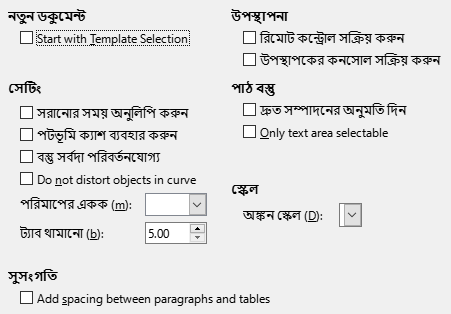 নতুন ডকুমেন্ট
Start with Template Selection
সেটিং
সরানোর সময় অনুলিপি করুন
পটভূমি ক্যাশ ব্যবহার করুন
বস্তু সর্বদা পরিবর্তনযোগ্য
Do not distort objects in curve
পরিমাপের একক (m):
ট্যাব থামানো (b): 5.00
সুসংগতি
Add spacing between paragraphs and tables
উপস্থাপনা
রিমোট কন্ট্রোল সক্রিয় করুন
উপস্থাপকের কনসোল সক্রিয় করুন
পাঠ বস্তু
দ্রুত সম্পাদনের অনুমতি দিন
Only text area selectable
স্কেল
অঙ্কন স্কেল (D):